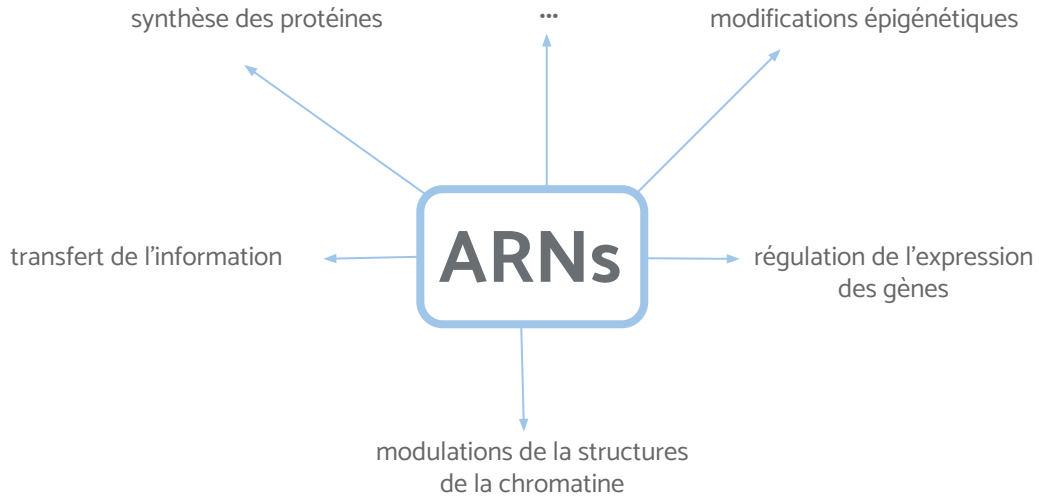 synthèse des protéines
...
modifications épigénétiques
transfert de l'information
ARNs
régulation de l'expression
des gènes
modulations de la structures
de la chromatine